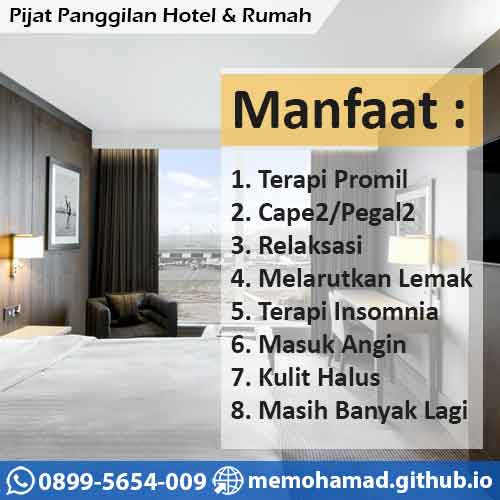 Pijat Panggilan Hotel & Rumah
Manfaat :
1. Terapi Promil
2. Cape2/Pegal2
3. Relaksasi
4. Melarutkan Lemak
5. Terapi Insomnia
6. Masuk Angin
7. Kulit Halus
8. Masih Banyak Lagi
0899-5654-009 memohamad.github.io